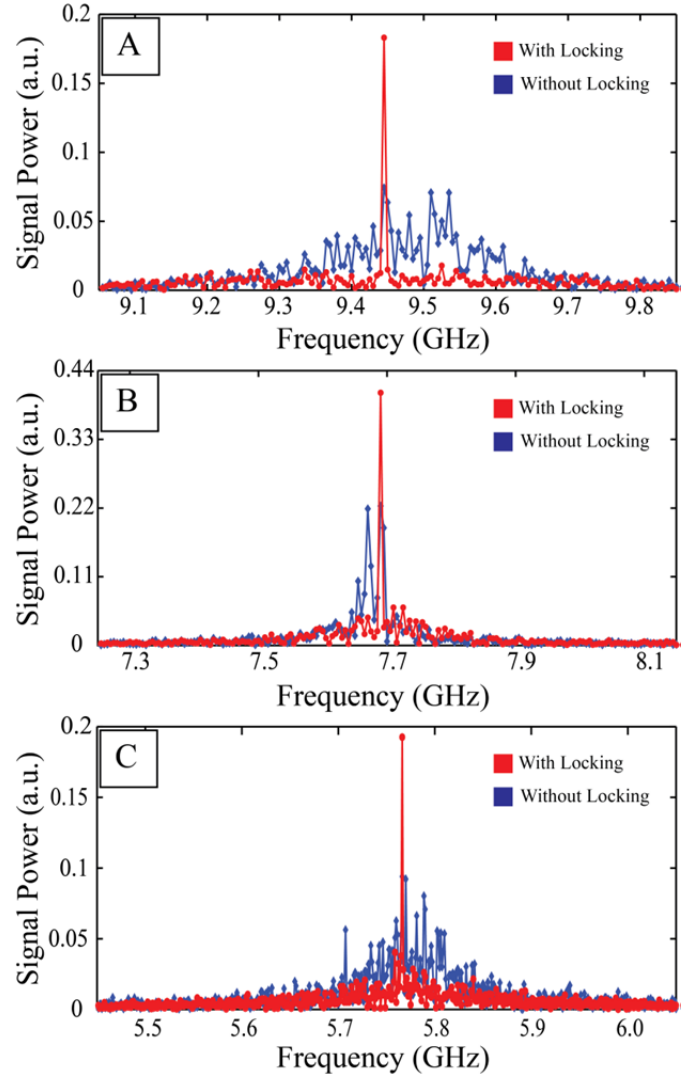 A
With Locking
Without Locking
Signal Power (a.u.)
0.2
0.15
0.1
0.05
0
9.1 9.2 9.3 9.4 9.5 9.6 9.7 9.8
Frequency (GHz)
B
With Locking
Without Locking
Signal Power (a.u.)
0.44
0.33
0.22
0.11
0
7.3 7.5 7.7 7.9 8.1
Frequency (GHz)
C
With Locking
Without Locking
Signal Power (a.u.)
0.2
0.15
0.1
0.05
0
5.5 5.6 5.7 5.8 5.9 6.0
Frequency (GHz)